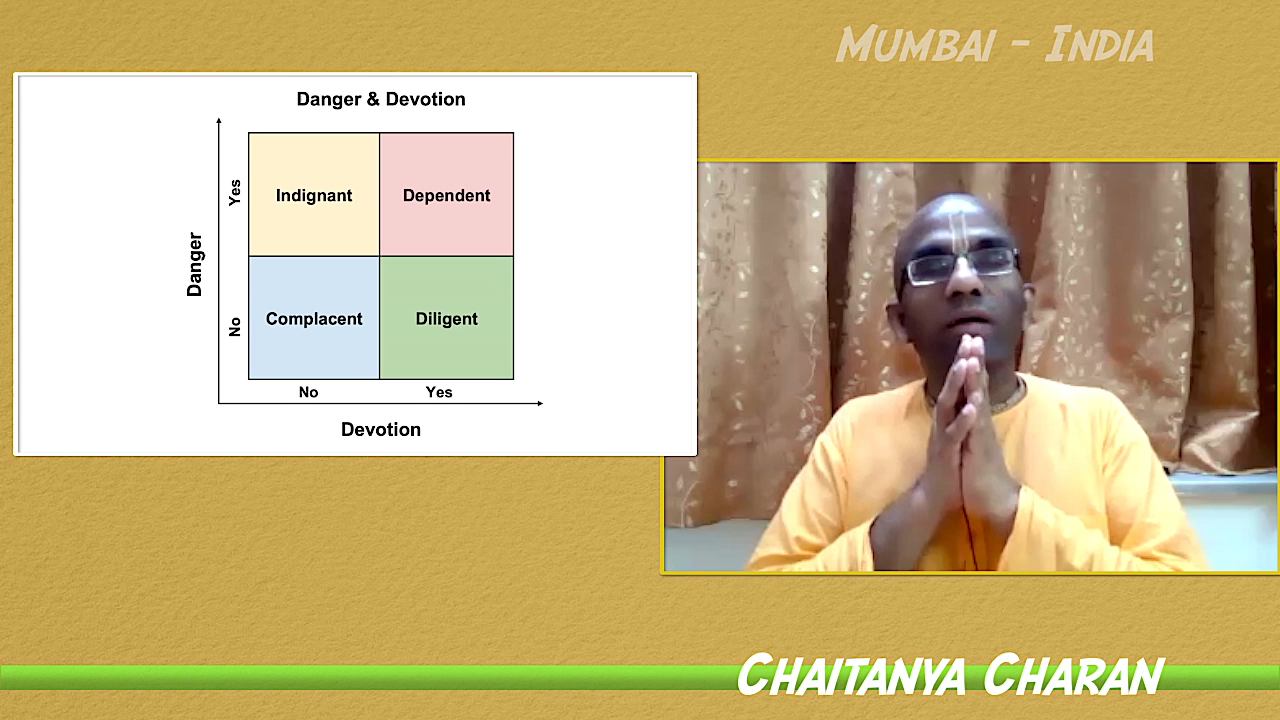 MUMBAI - INDIA
Danger & Devotion
Yes
Indignant
Dependent
Danger
No
Complacent
Diligent
No
Yes
Devotion
CHAITANYA CHARAN